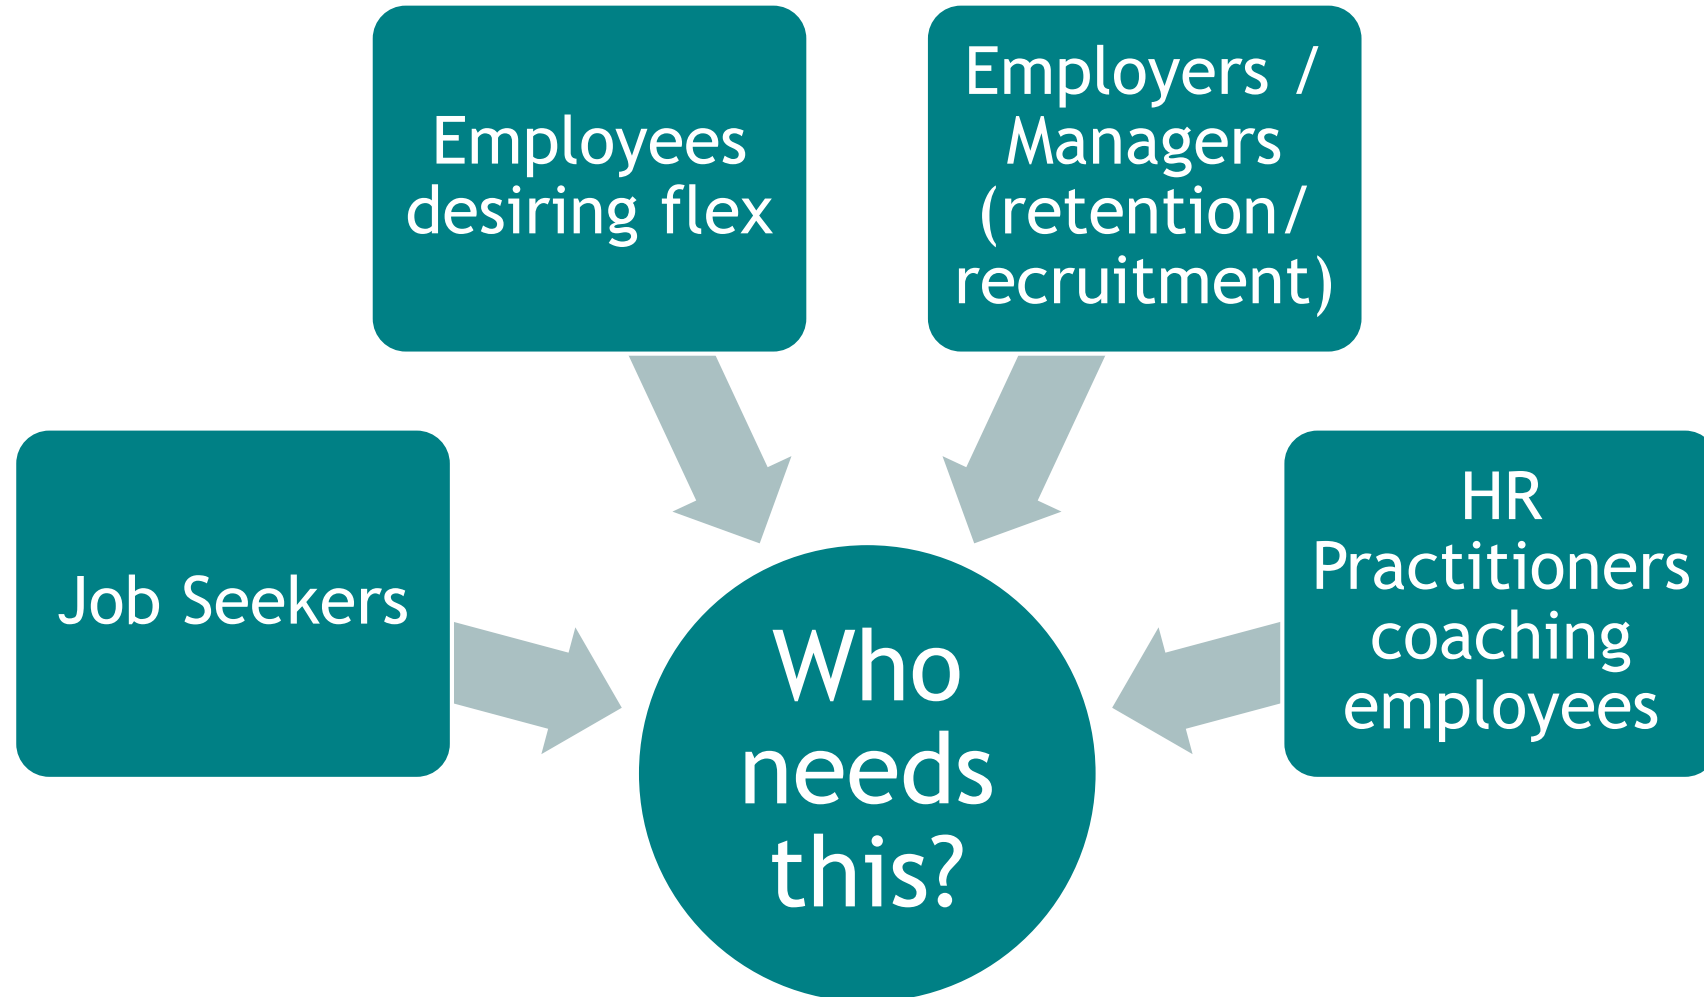 Employees
desiring flex
Employers /
Managers
(retention/
recruitment)
Job Seekers
HR
Practitioners
coaching
employees
Who
needs
this?